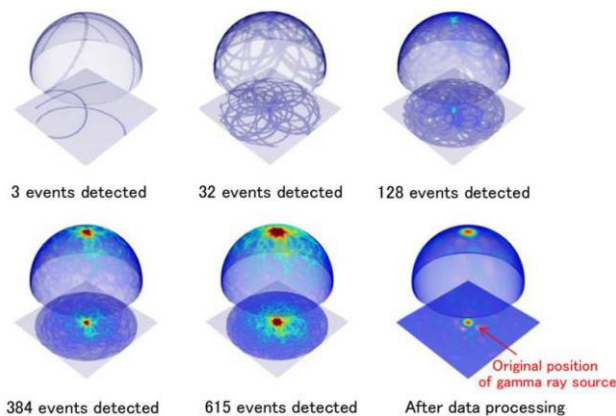 3 events detected
32 events detected
128 events detected
Original position
of gamma ray source
384 events detected
615 events detected
After data processing